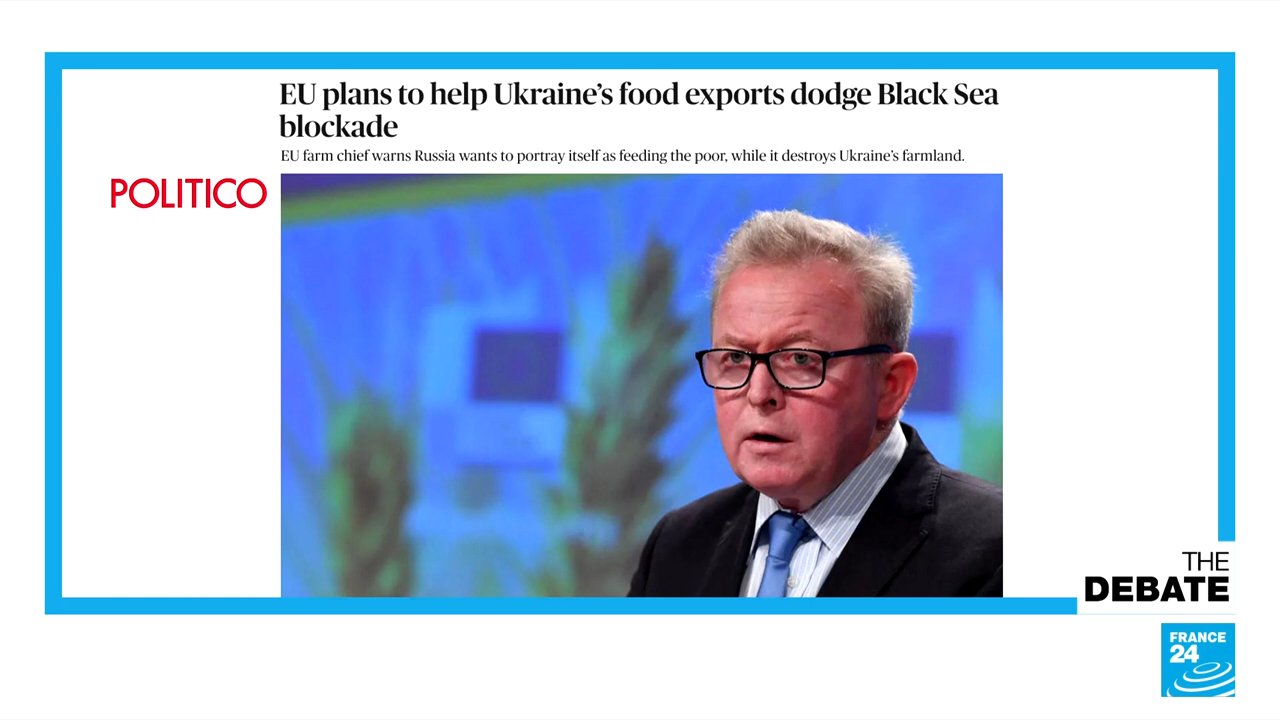 EU plans to help Ukraine's food exports dodge Black Sea
blockade
EU farm chief warns Russia wants to portray itself as feeding the poor, while it destroys Ukraine's farmland.
POLITICO
THE
DEBATE
FRANCE
24